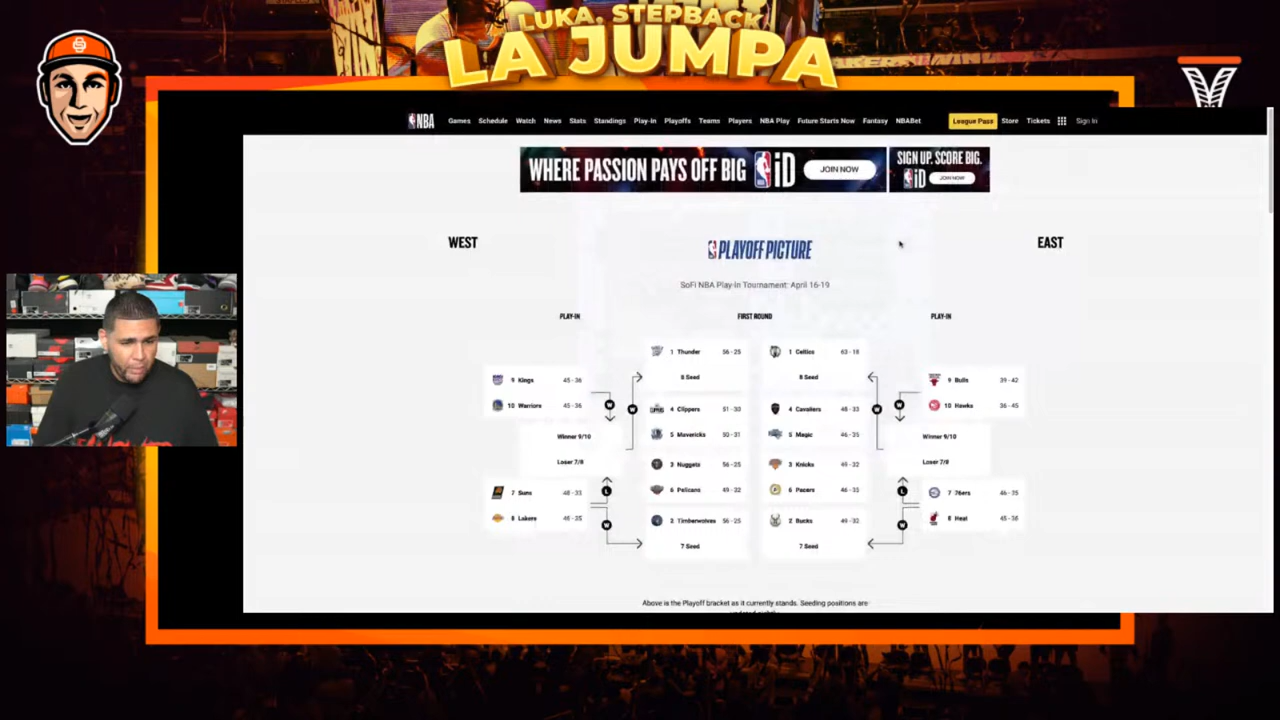 LUKA, STEPBACK
LA JUMPA
NBA Games Schedule Watch News Stats Standings Play-In Playoffs Teams Players NBA Play Future Starts Now Fantasy NBABet League Pass Store Tickets Sign In
WHERE PASSION PAYS OFF BIG iD JOIN NOW
SIGN UP. SCORE BIG.
iD JOIN NOW
WEST
PLAYOFF PICTURE
EAST
SoFi NBA Play-In Tournament: April 16-19
PLAY-IN
FIRST ROUND
PLAY-IN
9 Kings 45-36
10 Warriors 45-36
W
Winner 9/10
Loser 7/8
7 Suns 48-33
L
8 Lakers 46-35
W
W
1 Thunder 56-25
8 Seed
4 Clippers 51-30
5 Mavericks 50-31
3 Nuggets 56-25
6 Pelicans 49-32
2 Timberwolves 56-25
7 Seed
1 Celtics 63-18
8 Seed
4 Cavaliers 48-33
5 Magic 46-35
3 Knicks 49-32
6 Pacers 46-35
2 Bucks 49-32
7 Seed
W
9 Bulls 39-42
10 Hawks 36-45
W
Winner 9/10
Loser 7/8
7 76ers 46-35
L
8 Heat 45-36
W
Above is the Playoff bracket as it currently stands. Seeding positions are
updated nightly.